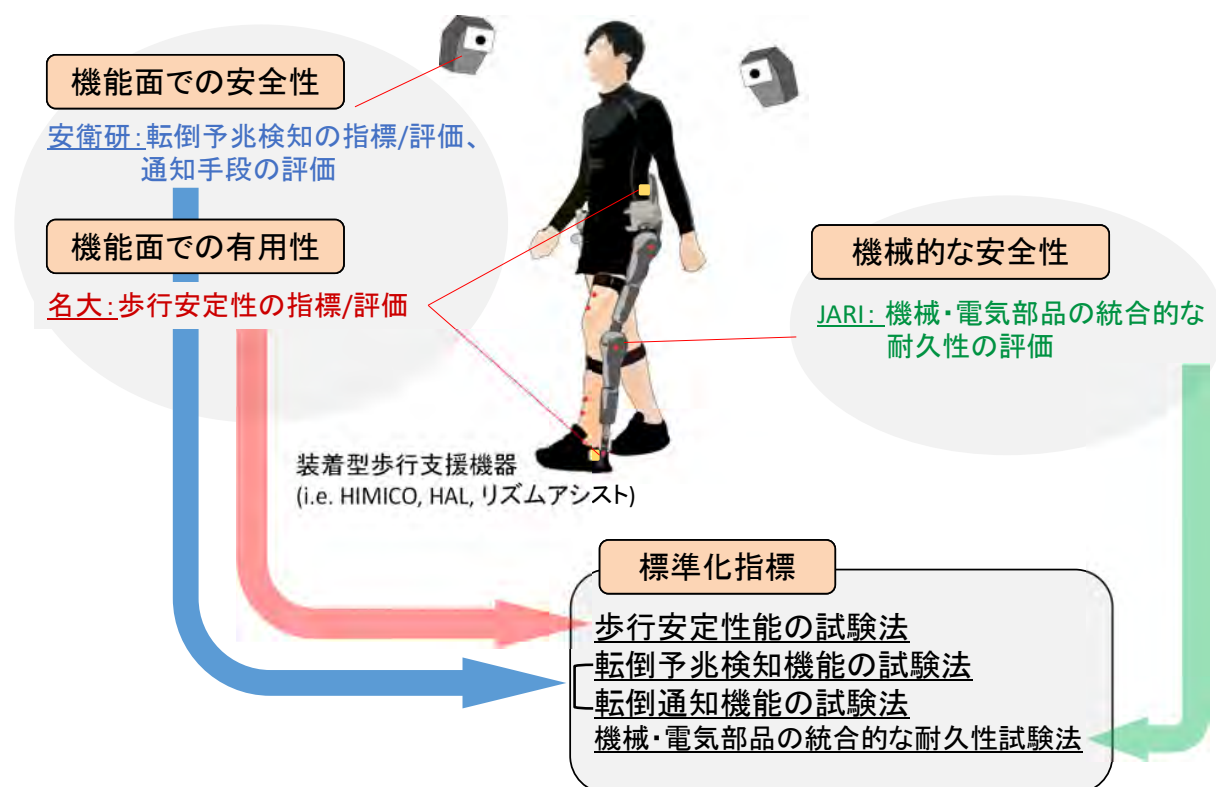 機能面での安全性
安衛研：転倒予兆検知の指標/評価、
通知手段の評価
機能面での有用性
名大：歩行安定性の指標/評価
機械的な安全性
JARI： 機械・電気部品の統合的な
耐久性の評価
装着型歩行支援機器
(i.e. HIMICO, HAL, リズムアシスト)
標準化指標
歩行安定性能の試験法
転倒予兆検知機能の試験法
転倒通知機能の試験法
機械・電気部品の統合的な耐久性試験法